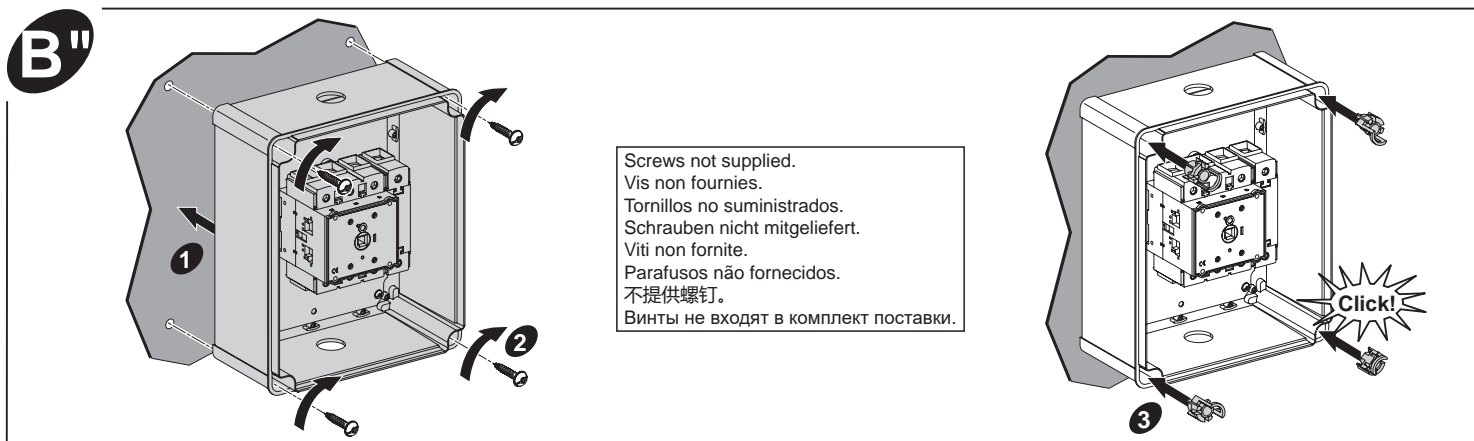 B"
1
2
Screws not supplied.
Vis non fournies.
Tornillos no suministrados.
Schrauben nicht mitgeliefert.
Viti non fornite.
Parafusos não fornecidos.
不提供螺钉。
Винты не входят в комплект поставки.
Click!
3